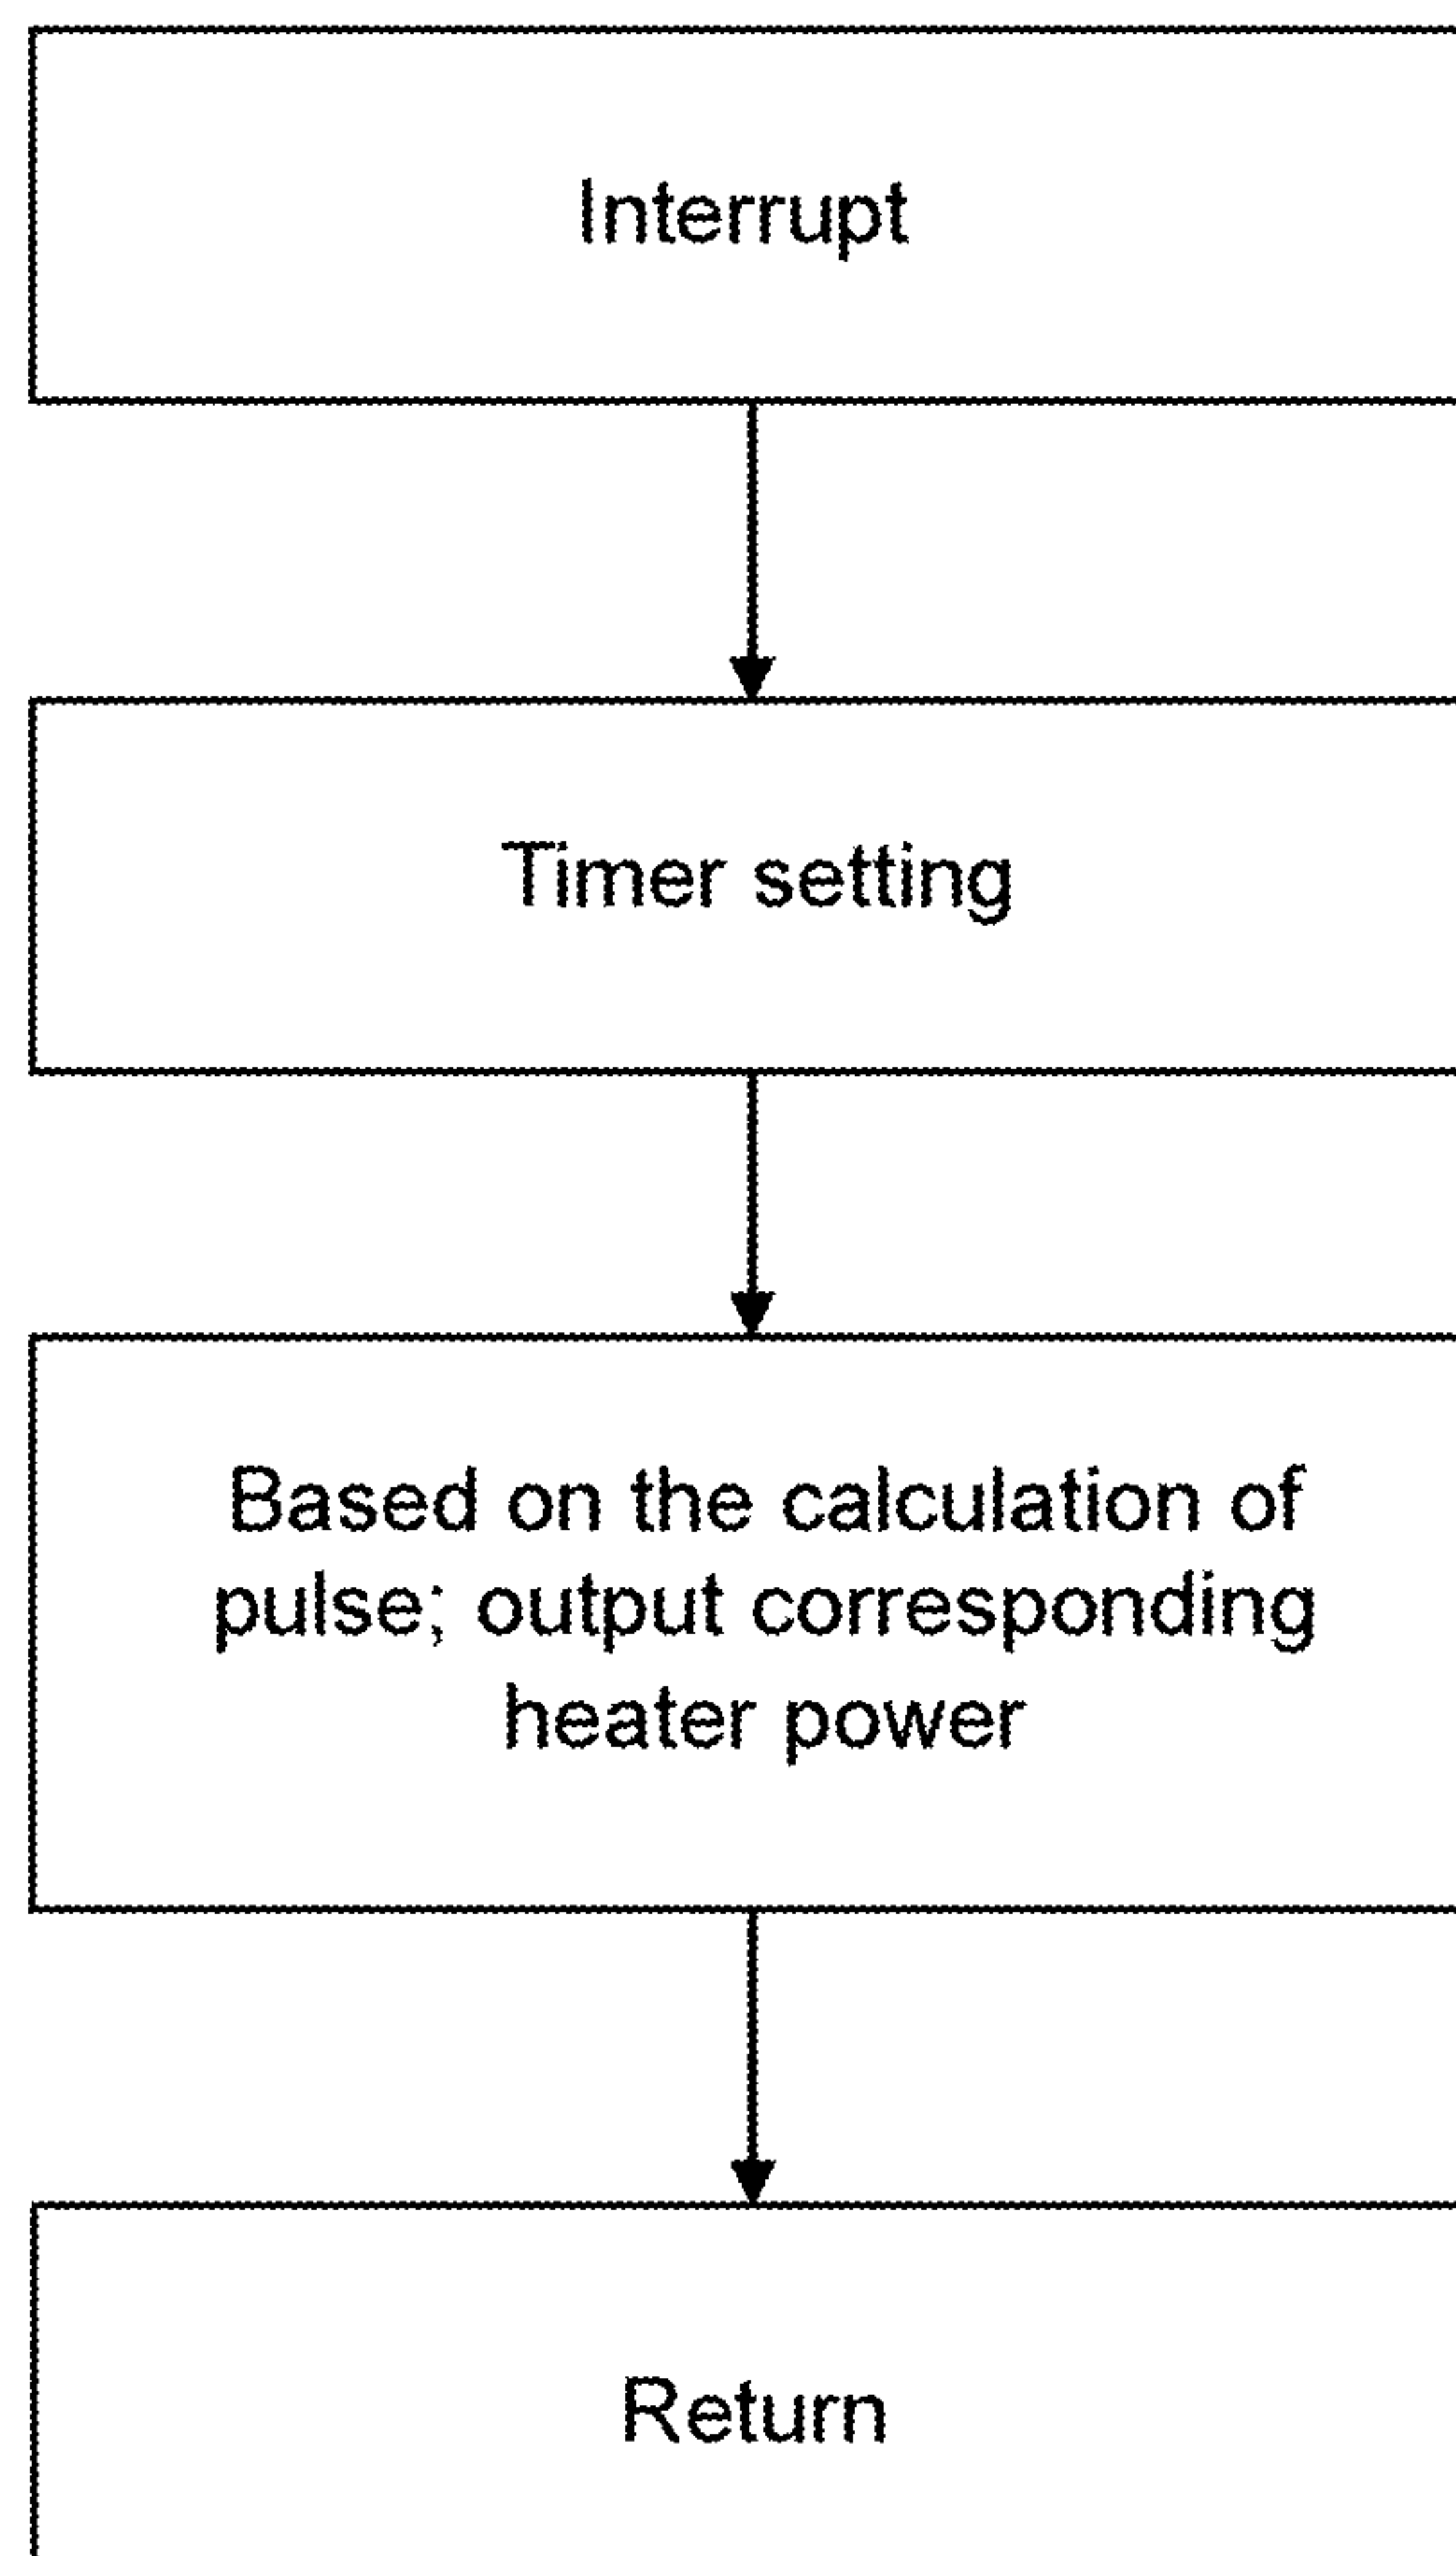 Interrupt
Timer setting
Based on the calculation of
pulse; output corresponding
heater power
Return